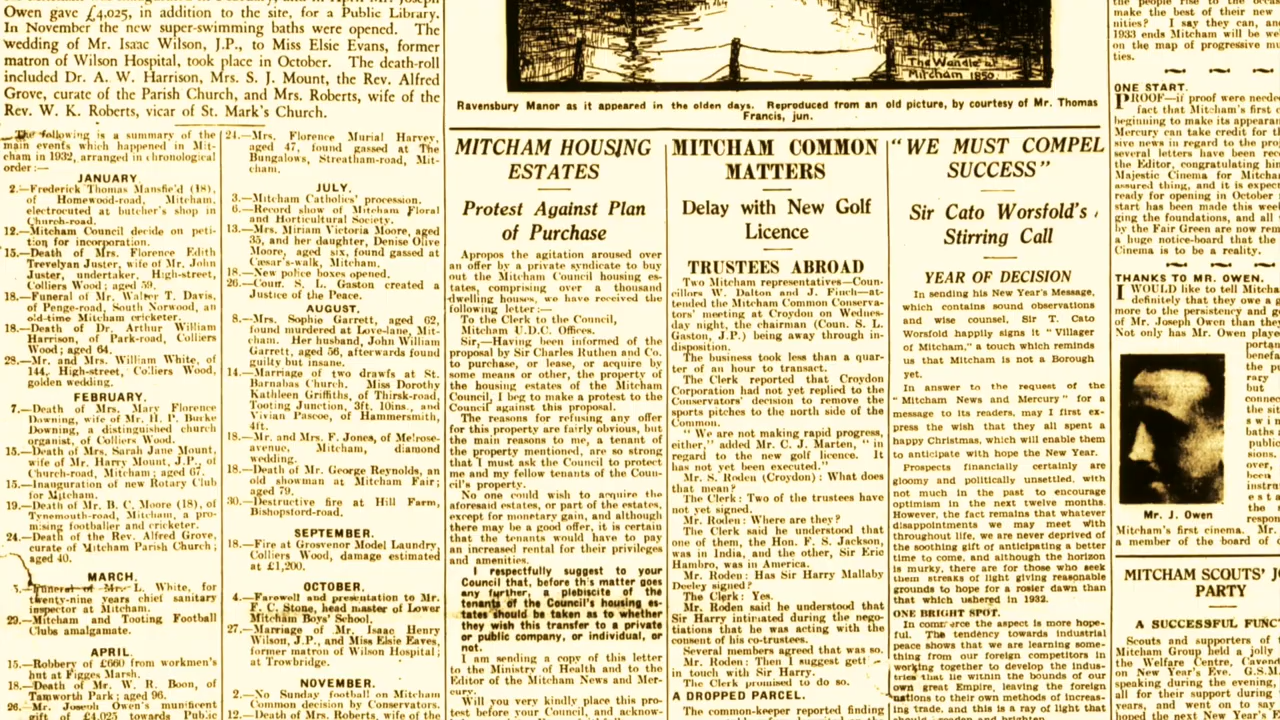 Owen gave £4,025, in addition to the site, for a Public Library.
In November the new super-swimming baths were opened. The
wedding of Mr. Isaac Wilson, J.P., to Miss Elsie Evans, former
matron of Wilson Hospital, took place in October. The death-roll
included Dr. A. W. Harrison, Mrs. S. J. Mount, the Rev. Alfred
Grove, curate of the Parish Church, and Mrs. Roberts, wife of the
Rev. W. K. Roberts, vicar of St. Mark's Church.
The following is a summary of the
main events which happened in Mit-
cham in 1932, arranged in chronological
order:—
JANUARY.
2.—Frederick Thomas Mansfie'd (18),
of Homewood-road, Mitcham,
electrocuted at butcher's shop in
Church-road.
12.—Mitcham Council decide on peti-
tion for incorporation.
15.—Death of Mrs. Florence Edith
Trevelyan Juster, wife of Mr. John
Juster, undertaker, High-street,
Colliers Wood; aged 59.
18.—Funeral of Mr. Walter T. Davis,
of Penge-road, South Norwood, an
old-time Mitcham cricketer.
18.—Death of Dr. Arthur William
Harrison, of Park-road, Colliers
Wood; aged 64.
28.—Mr. and Mrs. William White, of
144, High-street, Colliers Wood,
golden wedding.
FEBRUARY.
7.—Death of Mrs. Mary Florence
Downing, wife of Mr. H. P. Burke
Downing, a distinguished church
organist, of Colliers Wood.
15.—Death of Mrs. Sarah Jane Mount,
wife of Mr. Harry Mount, J.P., of
Church-road, Mitcham; aged 67.
15.—Inauguration of new Rotary Club
for Mitcham.
19.—Death of Mr. B. C. Moore (18), of
Tynemouth-road, Mitcham, a pro-
mising footballer and cricketer.
24.—Death of the Rev. Alfred Grove,
curate of Mitcham Parish Church;
aged 40.
MARCH.
3.—Funeral of Mr. L. White, for
twenty-nine years chief sanitary
inspector at Mitcham.
29.—Mitcham and Tooting Football
Clubs amalgamate.
APRIL.
15.—Robbery of £660 from workmen's
hut at Figges Marsh.
18.—Death of Mr. W. R. Boon, of
Tamworth Park; aged 96.
26.—Mr. Joseph Owen's munificent
gift of £4,025 towards Public
24.—Mrs. Florence Murial Harvey,
aged 47, found gassed at The
Bungalows, Streatham-road, Mit-
cham.
JULY.
3.—Mitcham Catholics' procession.
6.—Record show of Mitcham Floral
and Horticultural Society.
13.—Mrs. Miriam Victoria Moore, aged
35, and her daughter, Denise Olive
Moore, aged six, found gassed at
Cæsar's-walk, Mitcham.
18.—New police boxes opened.
26.—Coun. S. L. Gaston created a
Justice of the Peace.
AUGUST.
8.—Mrs. Sophie Garrett, aged 62,
found murdered at Love-lane, Mit-
cham. Her husband, John William
Garrett, aged 56, afterwards found
guilty but insane.
14.—Marriage of two drawfs at St.
Barnabas Church. Miss Dorothy
Kathleen Griffiths, of Thirsk-road,
Tooting Junction, 3ft. 10ins., and
Vivian Pascoe, of Hammersmith,
4ft.
18.—Mr. and Mrs. F. Jones, of Melrose-
avenue, Mitcham, diamond
wedding.
18.—Death of Mr. George Reynolds, an
old showman at Mitcham Fair;
aged 79.
30.—Destructive fire at Hill Farm,
Bishopsford-road.
SEPTEMBER.
18.—Fire at Grosvenor Model Laundry,
Colliers Wood, damage estimated
at £1,200.
OCTOBER.
4.—Farewell and presentation to Mr.
F. C. Stone, head master of Lower
Mitcham Boys' School.
27.—Marriage of Mr. Isaac Henry
Wilson, J.P., and Miss Elsie Eaves,
former matron of Wilson Hospital;
at Trowbridge.
NOVEMBER.
2.—No Sunday football on Mitcham
Common decision by Conservators.
12.—Death of Mrs. Roberts, wife of the
The Wandle at
Mitcham 1850.
Ravensbury Manor as it appeared in the olden days. Reproduced from an old picture, by courtesy of Mr. Thomas
Francis, jun.
MITCHAM HOUSING
ESTATES
Protest Against Plan
of Purchase
Apropos the agitation aroused over
an offer by a private syndicate to buy
out the Mitcham Council housing es-
tates, comprising over a thousand
dwelling houses, we have received the
following letter:—
To the Clerk to the Council,
Mitcham U.D.C. Offices.
Sir,—Having been informed of the
proposal by Sir Charles Ruthen and Co.
to purchase, or lease, or acquire by
some means or other, the property of
the housing estates of the Mitcham
Council, I beg to make a protest to the
Council against this proposal.
The reasons for refusing any offer
for this property are fairly obvious, but
the main reasons to me, a tenant of
the property mentioned, are so strong
that I must ask the Council to protect
me and my fellow tenants of the Coun-
cil's property.
No one could wish to acquire the
aforesaid estates, or part of the estates,
except for monetary gain, and although
there may be a good offer, it is certain
that the tenants would have to pay
an increased rental for their privileges
and amenities.
I respectfully suggest to your
Council that, before this matter goes
any further, a plebiscite of the
tenants of the Council's housing es-
tates should be taken as to whether
they wish this transfer to a private
or public company, or individual, or
not.
I am sending a copy of this letter
to the Ministry of Health and to the
Editor of the Mitcham News and Mer-
cury.
Will you very kindly place this pro-
test before your Council, and acknow-
MITCHAM COMMON
MATTERS
Delay with New Golf
Licence
TRUSTEES ABROAD
Two Mitcham representatives—Coun-
cillors W. Dalton and J. Finch—at-
tended the Mitcham Common Conserva-
tors' meeting at Croydon on Wednes-
day night, the chairman (Coun. S. L.
Gaston, J.P.) being away through in-
disposition.
The business took less than a quar-
ter of an hour to transact.
The Clerk reported that Croydon
Corporation had not yet replied to the
Conservators' decision to remove the
sports pitches to the north side of the
Common.
"We are not making rapid progress,
either," added Mr. C. J. Marten, "in
regard to the new golf licence. It
has not yet been executed."
Mr. S. Roden (Croydon): What does
that mean?
The Clerk: Two of the trustees have
not yet signed.
Mr. Roden: Where are they?
The Clerk said he understood that
one of them, the Hon. F. S. Jackson,
was in India, and the other, Sir Eric
Hambro, was in America.
Mr. Roden: Has Sir Harry Mallaby
Deeley signed?
The Clerk: Yes.
Mr. Roden said he understood that
Sir Harry intimated during the nego-
tiations that he was acting with the
consent of his co-trustees.
Several members agreed that was so.
Mr. Roden: Then I suggest get
in touch with Sir Harry.
The Clerk promised to do so.
A DROPPED PARCEL.
The common-keeper reported finding
"WE MUST COMPEL
SUCCESS"
Sir Cato Worsfold's
Stirring Call
YEAR OF DECISION
In sending his New Year's Message,
which contains sound observations
and wise counsel, Sir T. Cato
Worsfold happily signs it "Villager
of Mitcham," a touch which reminds
us that Mitcham is not a Borough
yet.
In answer to the request of the
"Mitcham News and Mercury" for a
message to its readers, may I first ex-
press the wish that they all spent a
happy Christmas, which will enable them
to anticipate with hope the New Year.
Prospects financially certainly are
gloomy and politically unsettled, with
not much in the past to encourage
optimism in the next twelve months.
However, the fact remains that whatever
disappointments we may meet with
throughout life, we are never deprived of
the soothing gift of anticipating a better
time to come, and although the horizon
is murky, there are for those who seek
them streaks of light giving reasonable
grounds to hope for a rosier dawn than
that which ushered in 1932.
ONE BRIGHT SPOT.
In commerce the aspect is more hope-
ful. The tendency towards industrial
peace shows that we are learning some-
thing from our foreign competitors in
working together to develop the indus-
tries that lie within the bounds of our
own great Empire, leaving the foreign
nations to their own methods of increas-
ing trade, and this is a ray of light that
the people rise to the
make the best of their new
nities? I say they can, and
1933 ends Mitcham will be we
on the map of progressive mu
ties.
ONE START.
PROOF—if proof were neede
fact that Mitcham's first c
beginning to make its appearan
Mercury can take credit for t
sive news in regard to the proj
several letters have been rec
the Editor, congratulating him
Majestic Cinema for Mitcham
assured thing, and it is expect
ready for opening in October
start has been made this week
ging the foundations, and all
by the Fair Green are now rem
a huge notice-board that the
Cinema is to be a reality.
THANKS TO MR. OWEN.
I WOULD like to tell Mitcha
definitely that they owe a g
more to the persistency and g
of Mr. Joseph Owen than they
Not only has Mr. Owen pl
portan
benefa
the pu
rary
but
connec
the sit
swin
baths
public
sions.
over,
been
instru
est a
the s
respon
Mr. J. Owen
Mitcham's first cinema. Mr.
a member of the board of
MITCHAM SCOUTS' JO
PARTY
A SUCCESSFUL FUNC
Scouts and supporters of
Mitcham Group held a jolly
the Welfare Centre, Caven
on New Year's Eve. G.S.M.
speaking during the evening,
all for their support during
years, and went on to say
hoped the New Year's